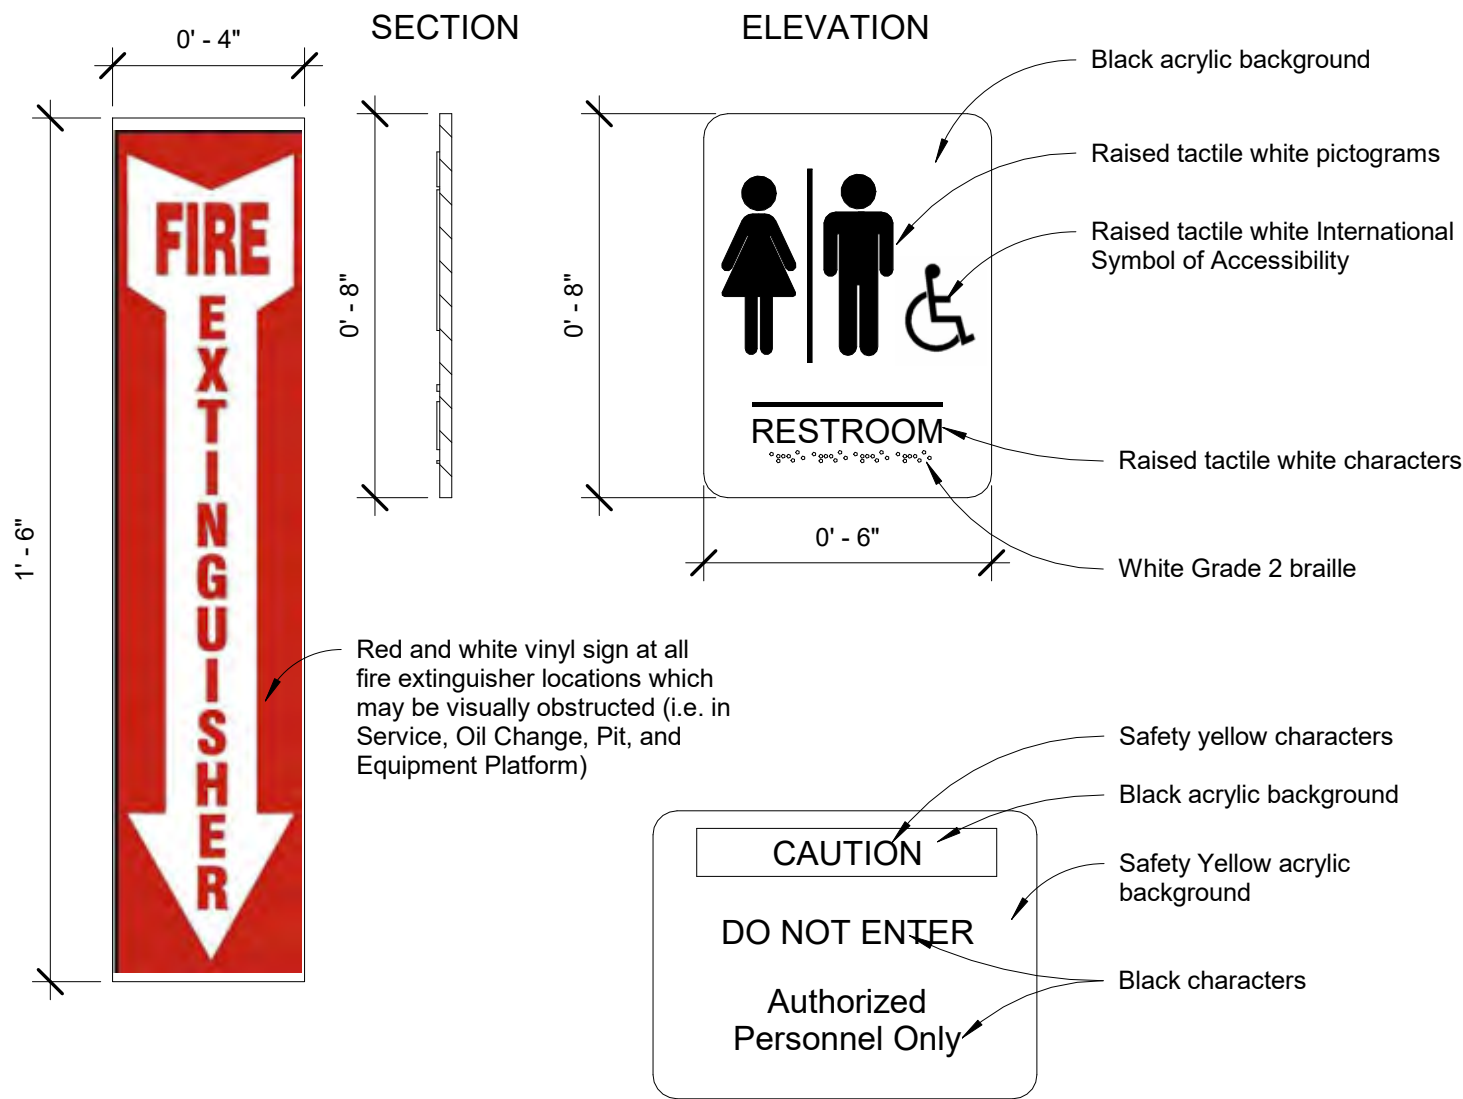 SECTION
ELEVATION
0' - 4"
1' - 6"
FIRE
EXTINGUISHER
Red and white vinyl sign at all
fire extinguisher locations which
may be visually obstructed (i.e. in
Service, Oil Change, Pit, and
Equipment Platform)
0' - 8"
0' - 8"
RESTROOM
0' - 6"
Black acrylic background
Raised tactile white pictograms
Raised tactile white International
Symbol of Accessibility
Raised tactile white characters
White Grade 2 braille
CAUTION
DO NOT ENTER
Authorized
Personnel Only
Safety yellow characters
Black acrylic background
Safety Yellow acrylic
background
Black characters